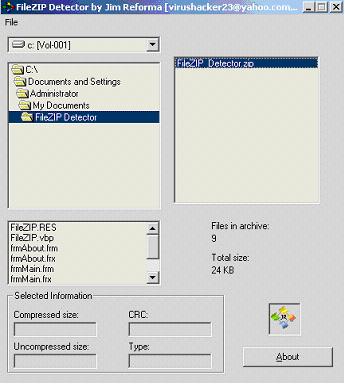 FileZIP Detector by Jim Reforma [virushacker23@yahoo.com...
File
c: [Vol-001]
C:\
Documents and Settings
Administrator
My Documents
FileZIP Detector
FileZIP_Detector.zip
FileZIP.RES
FileZIP.vbp
frmAbout.frm
frmAbout.frx
frmMain.frm
frmMain.frx
Files in archive:
9
Total size:
24 KB
Selected Information
Compressed size:
CRC:
Uncompressed size:
Type:
JR
About